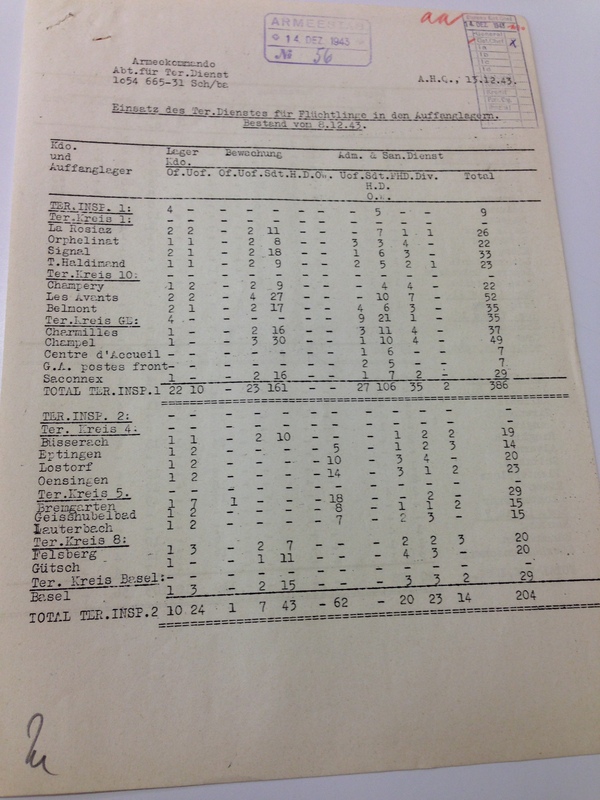 ARMEESTAB
14. DEZ. 1943
№ 56
aa
14. DEZ. 1943
Armeekommando
Abt.für Ter.Dienst
1o54 665-31 Sch/ba
A.H.Q., 13.12.43.
Einsatz des Ter.Dienstes für Flüchtlinge in den Auffanglagern.
Bestand vom 8.12.43.
Kdo. und Auffanglager Lager Kdo. Bewachung Adm. & San.Dienst
Of.Uof. Of.Uof.Sdt.H.D.Ow. Uof.Sdt.FHD.Div. Total
H.D.
O..
TER.INSP. 1: 4 - - - - - - - 5 - - 9
Ter.Kreis 1: - - - - - - - - - - - -
La Rosiaz 2 2 - 2 11 - - - 7 1 1 26
Orphelinat 1 1 - 2 8 - - 3 3 4 - 22
Signal 2 1 - 2 18 - - 1 6 3 - 33
T.Haldimand 1 1 - 2 9 - - 2 5 2 1 23
Ter.Kreis 10: - - - - - - - - - - - -
Champery 1 2 - 2 9 - - - 4 4 - 22
Les Avants 2 2 - 4 27 - - - 10 7 - 52
Belmont 2 1 - 2 17 - - 4 6 3 - 35
Ter.Kreis GE: 4 - - - - - - 9 21 1 - 35
Charmilles 1 - - 2 16 - - 3 11 4 - 37
Champel 1 - - 3 30 - - 1 10 4 - 49
Centre d'Accueil - - - - - - - 1 6 - - 7
G.A. postes front- - - - - - - 2 5 - - 7
Saconnex 1 - - 2 16 - - 1 7 2 - 29
TOTAL TER.INSP.1 22 10 - 23 161 - - 27 106 35 2 386
TER.INSP. 2: - - - - - - - - - - - -
Ter. Kreis 4: - - - - - - - - - - - -
Büsserach 1 1 - 2 10 - - - 1 2 2 19
Eptingen 1 2 - - - - 5 - 1 2 3 14
Lostorf 1 2 - - - - 10 - 3 4 - 20
Oensingen 1 2 - - - - 14 - 3 1 2 23
Ter.Kreis 5. - - - - - - - - - - - -
Bremgarten 1 7 1 - - - 18 - - 2 - 29
Geisshubelbad 1 2 - - - - 8 - 1 1 2 15
Lauterbach 1 2 - - - - 7 - 2 3 - 15
Ter.Kreis 8:
Felsberg 1 3 - 2 7 - - - 2 2 3 20
Gütsch 1 - - 1 11 - - - 4 3 - 20
Ter. Kreis Basel:- - - - - - - - - - - -
Basel 1 3 - 2 15 - - - 3 3 2 29
TOTAL TER.INSP.2 10 24 1 7 43 - 62 - 20 23 14 204